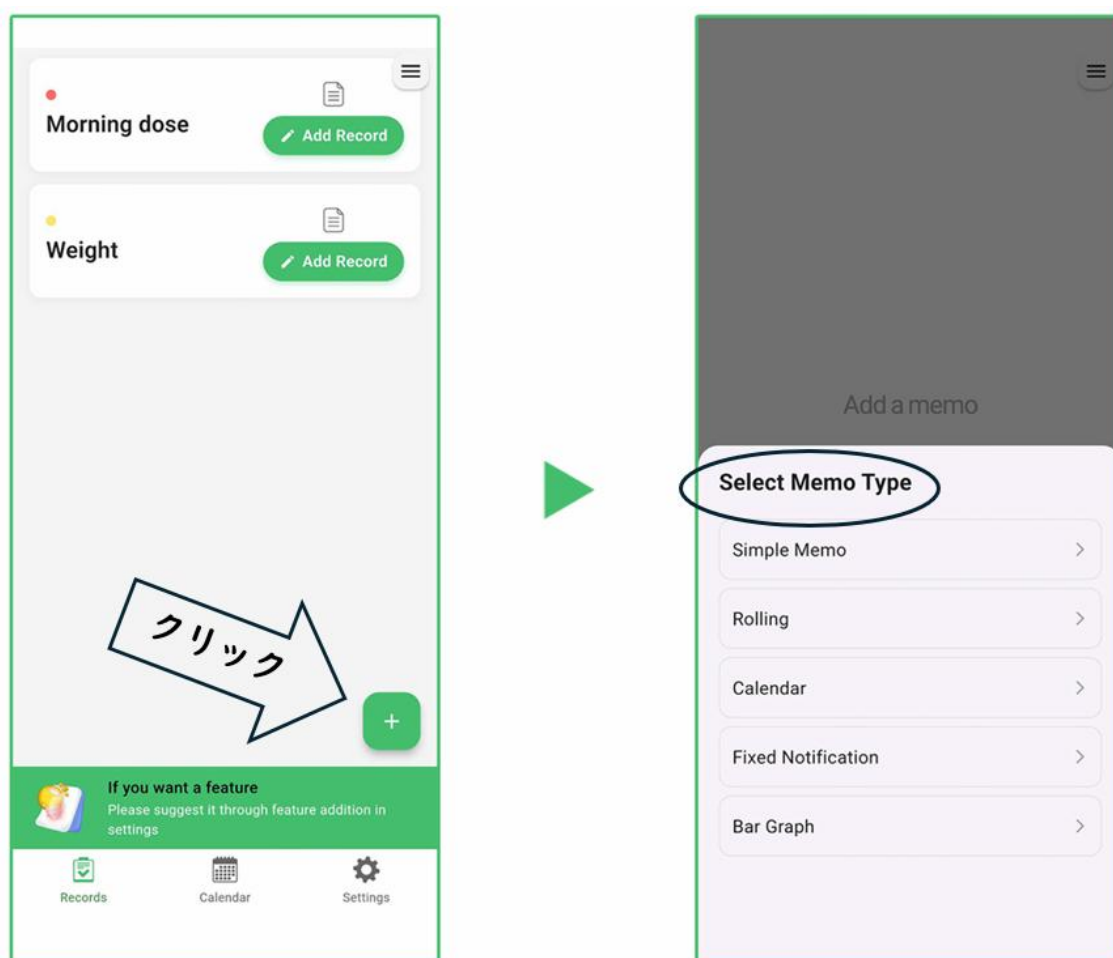 Morning dose
Add Record
Weight
Add Record
クリック
+
If you want a feature
Please suggest it through feature addition in
settings
Records
Calendar
Settings
Add a memo
Select Memo Type
Simple Memo
Rolling
Calendar
Fixed Notification
Bar Graph